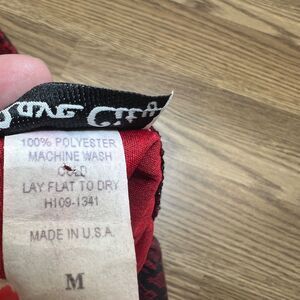 100% POLYESTER
MACHINE WASH
COLD
LAY FLAT TO DRY
H109-1341
MADE IN U.S.A.
M